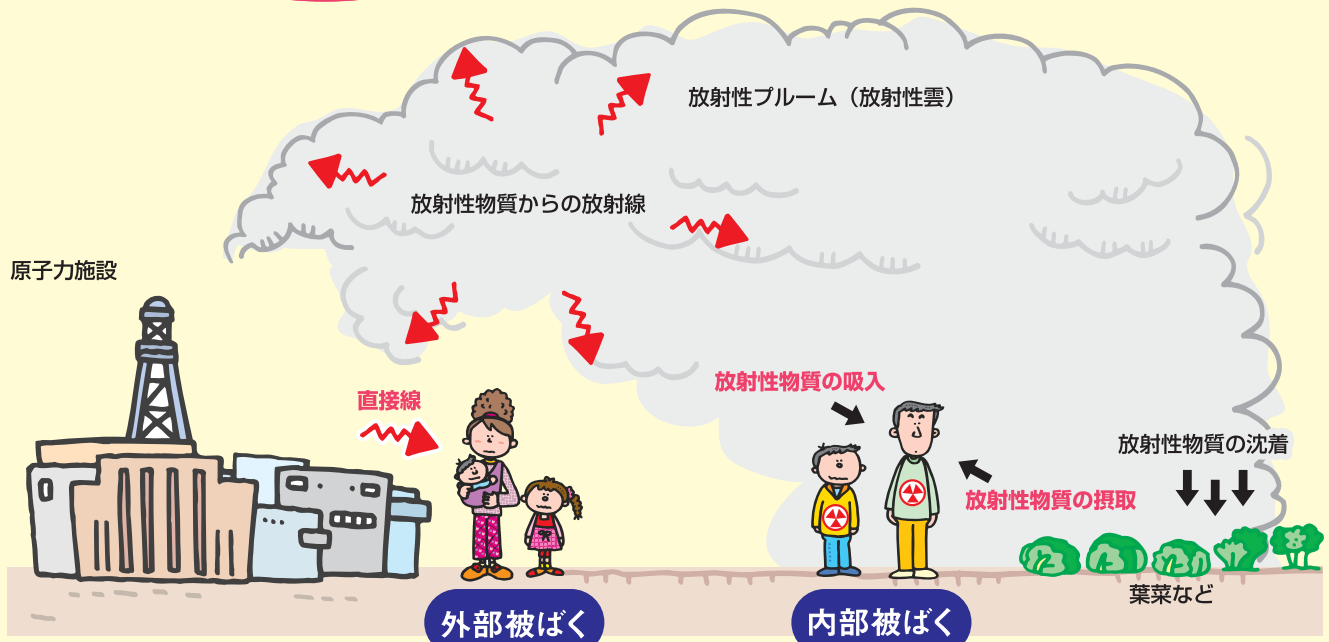 放射性プルーム（放射性雲）
放射性物質からの放射線
原子力施設
直接線
放射性物質の吸入
放射性物質の沈着
放射性物質の摂取
葉菜など
外部被ばく
内部被ばく